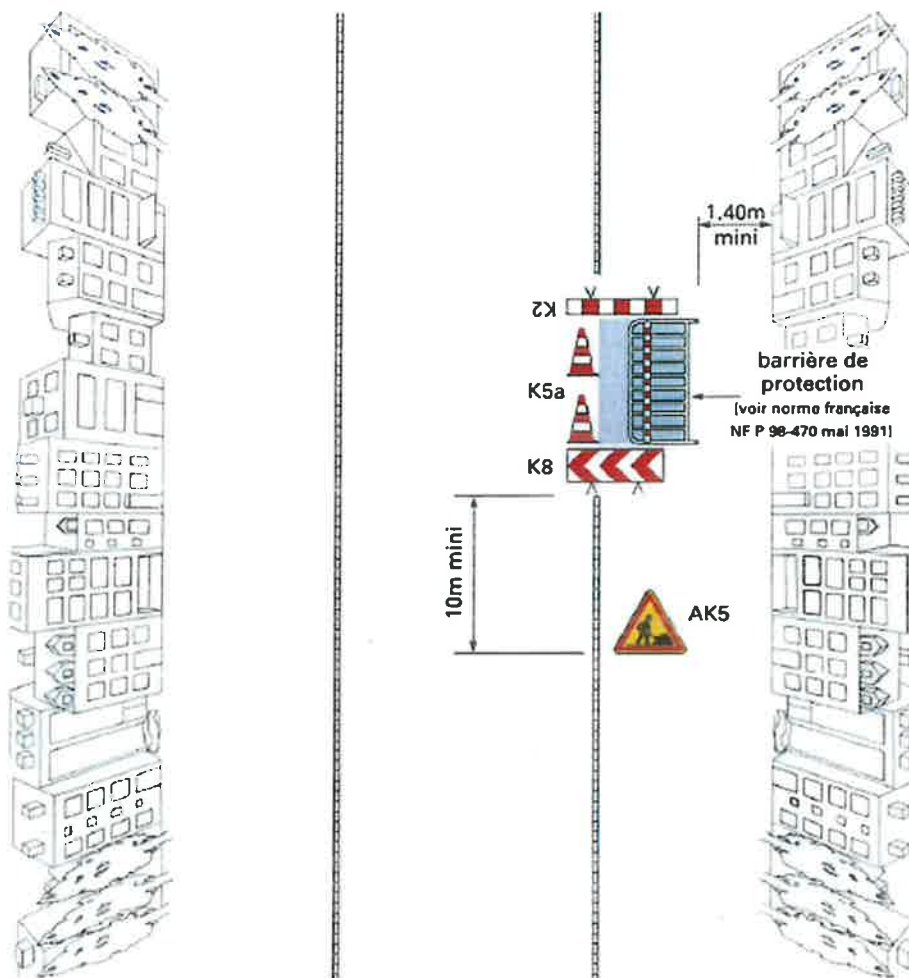 1.40m
mini
K2
barrière de
protection
(voir norme française
NF P 98-470 mai 1991)
K5a
K8
10m mini
AK5